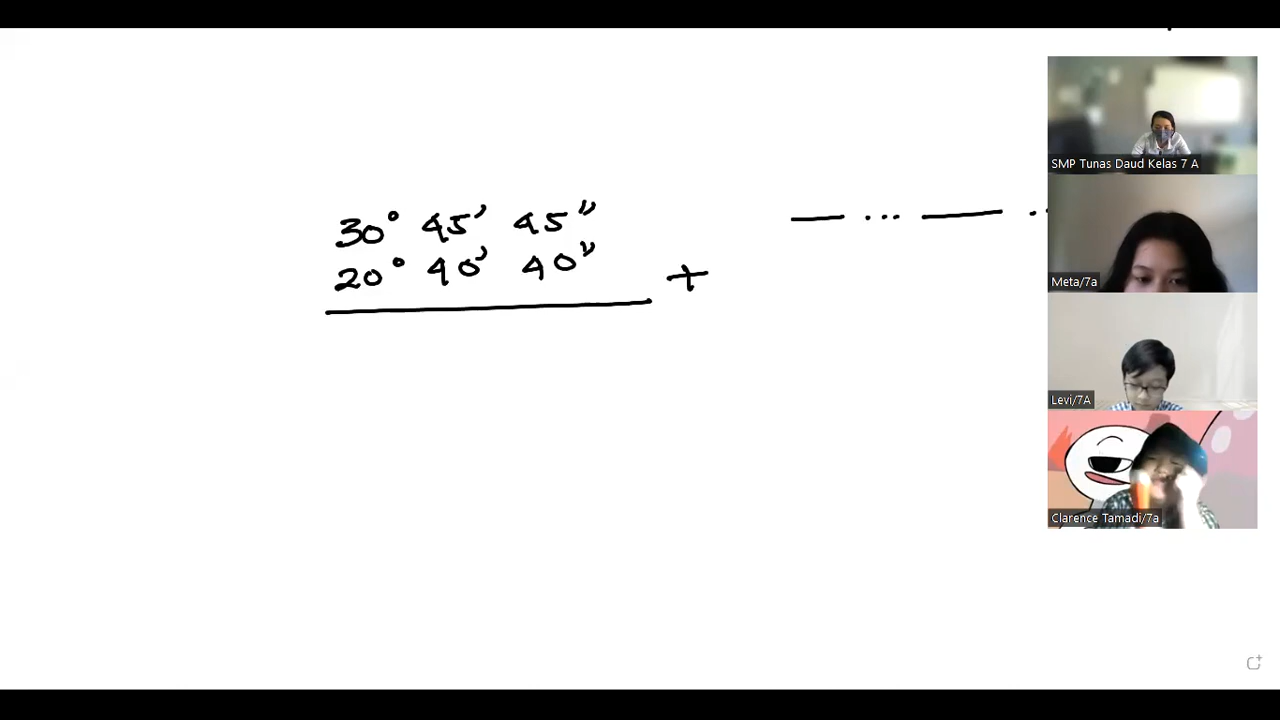 30° 45' 45"
20° 40' 40" +
... ..
SMP Tunas Daud Kelas 7 A
Meta/7a
Levi/7A
Clarence Tamadi/7a